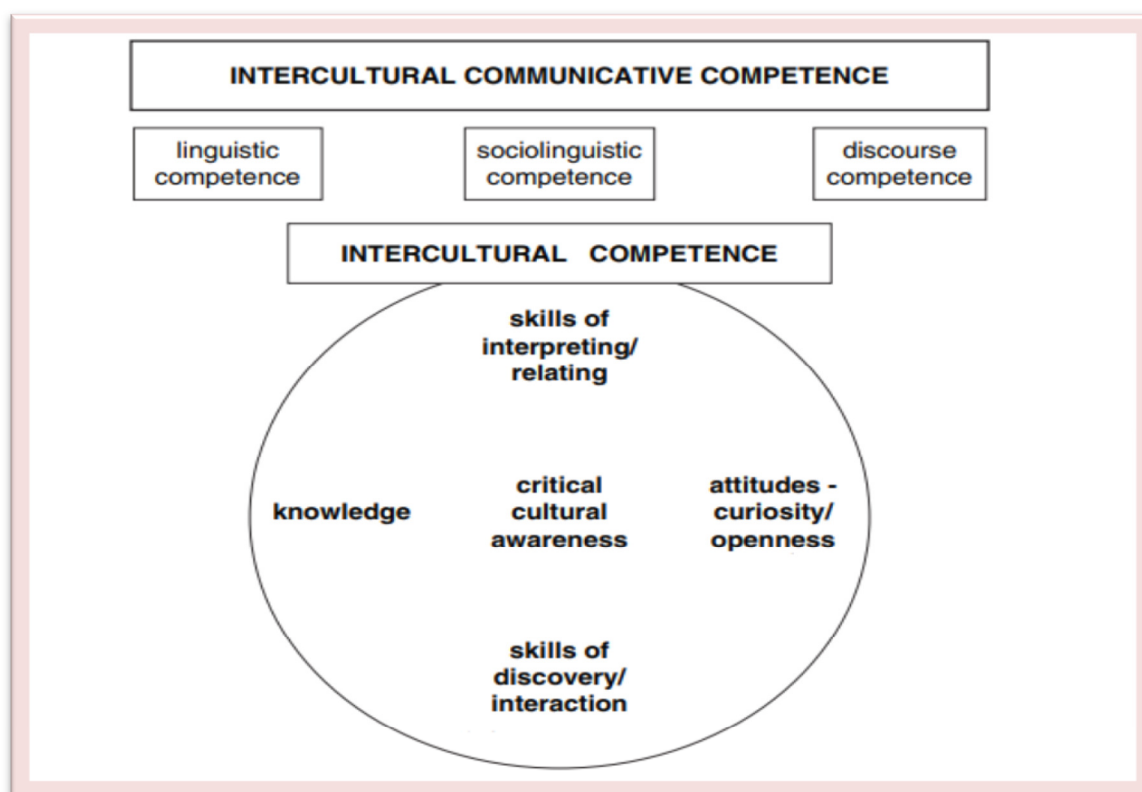 INTERCULTURAL COMMUNICATIVE COMPETENCE
linguistic
competence
sociolinguistic
competence
discourse
competence
INTERCULTURAL COMPETENCE
skills of
interpreting/
relating
knowledge
critical
cultural
awareness
attitudes -
curiosity/
openness
skills of
discovery/
interaction